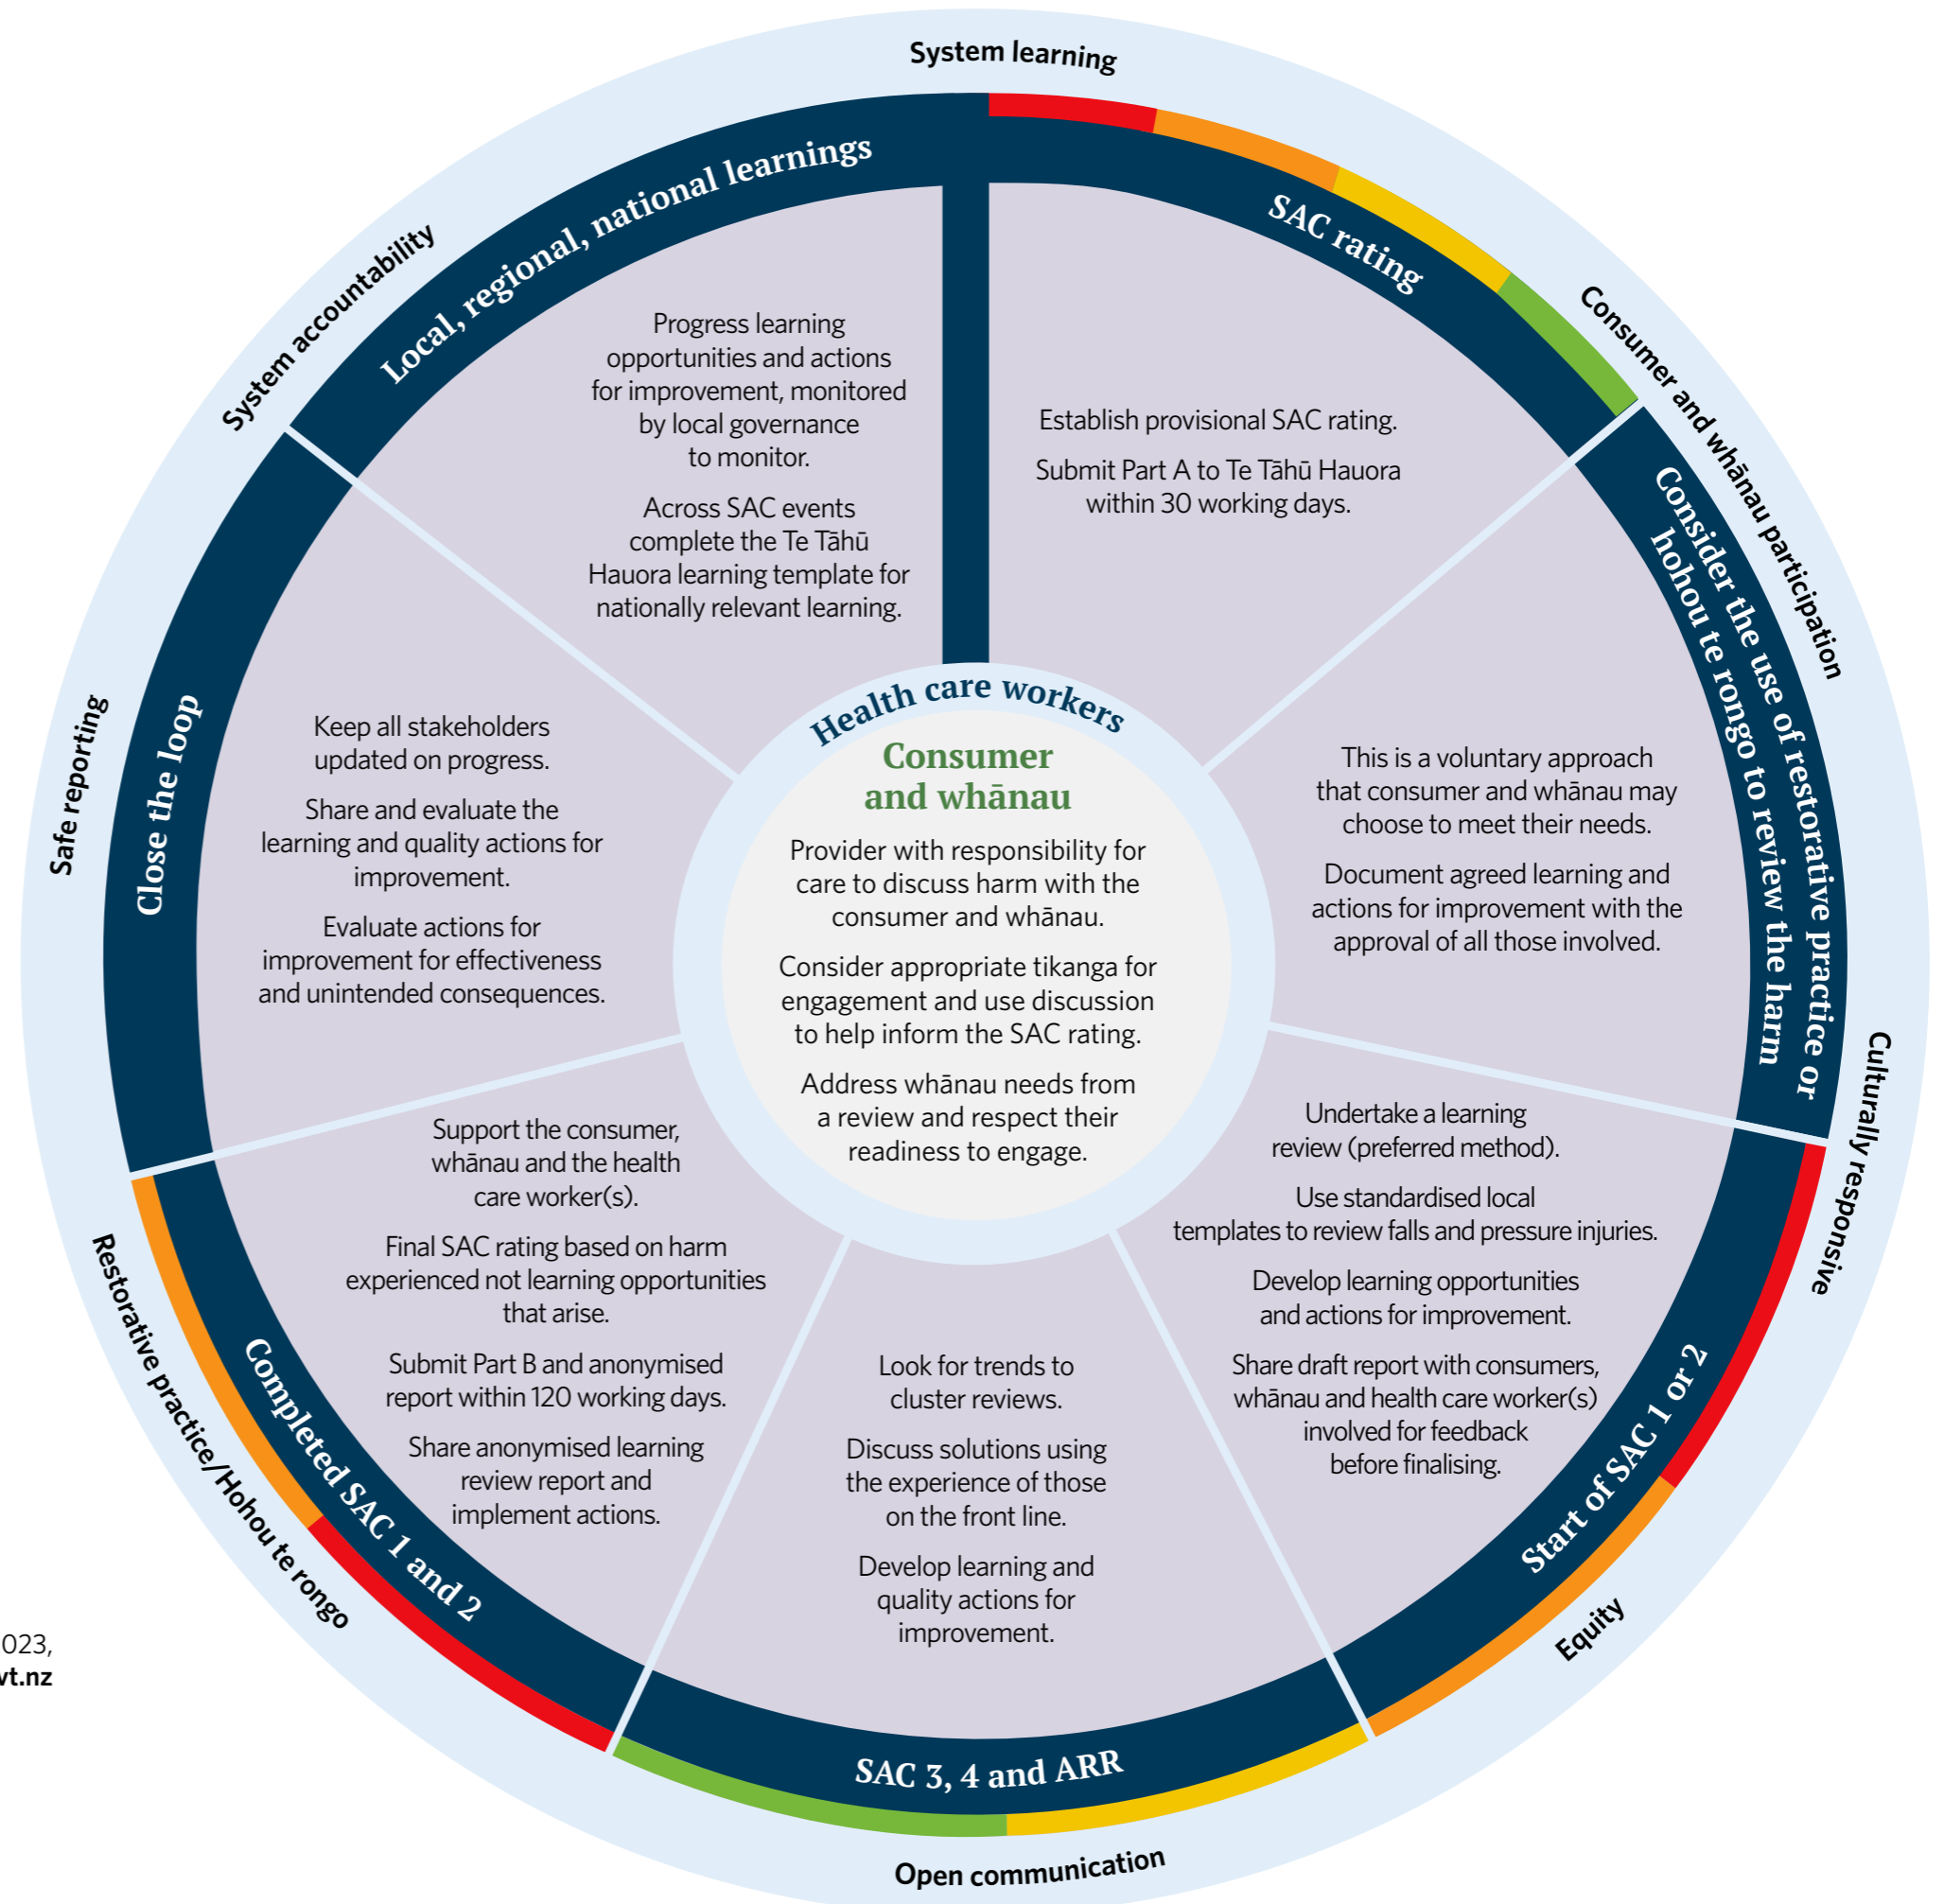 System learning
Consumer and whānau participation
Culturally responsive
Equity
Open communication
Restorative practice/Hohou te rongo
Safe reporting
System accountability
SAC rating
Establish provisional SAC rating.
Submit Part A to Te Tāhū Hauora
within 30 working days.
Consider the use of restorative practice or
hohou te rongo to review the harm
This is a voluntary approach
that consumer and whānau may
choose to meet their needs.
Document agreed learning and
actions for improvement with the
approval of all those involved.
Start of SAC 1 or 2
Undertake a learning
review (preferred method).
Use standardised local
templates to review falls and pressure injuries.
Develop learning opportunities
and actions for improvement.
Share draft report with consumers,
whānau and health care worker(s)
involved for feedback
before finalising.
SAC 3, 4 and ARR
Look for trends to
cluster reviews.
Discuss solutions using
the experience of those
on the front line.
Develop learning and
quality actions for
improvement.
Completed SAC 1 and 2
Support the consumer,
whānau and the health
care worker(s).
Final SAC rating based on harm
experienced not learning opportunities
that arise.
Submit Part B and anonymised
report within 120 working days.
Share anonymised learning
review report and
implement actions.
Close the loop
Keep all stakeholders
updated on progress.
Share and evaluate the
learning and quality actions for
improvement.
Evaluate actions for
improvement for effectiveness
and unintended consequences.
Local, regional, national learnings
Progress learning
opportunities and actions
for improvement, monitored
by local governance
to monitor.
Across SAC events
complete the Te Tāhū
Hauora learning template for
nationally relevant learning.
Health care workers
Consumer
and whānau
Provider with responsibility for
care to discuss harm with the
consumer and whānau.
Consider appropriate tikanga for
engagement and use discussion
to help inform the SAC rating.
Address whānau needs from
a review and respect their
readiness to engage.
023,
vt.nz